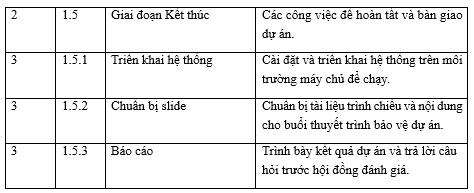 2 1.5 Giai đoạn Kết thúc Các công việc để hoàn tất và bàn giao
dự án.
3 1.5.1 Triển khai hệ thống Cài đặt và triển khai hệ thống trên môi
trường máy chủ để chạy.
3 1.5.2 Chuẩn bị slide Chuẩn bị tài liệu trình chiếu và nội dung
cho buổi thuyết trình bảo vệ dự án.
3 1.5.3 Báo cáo Trình bày kết quả dự án và trả lời câu
hỏi trước hội đồng đánh giá.